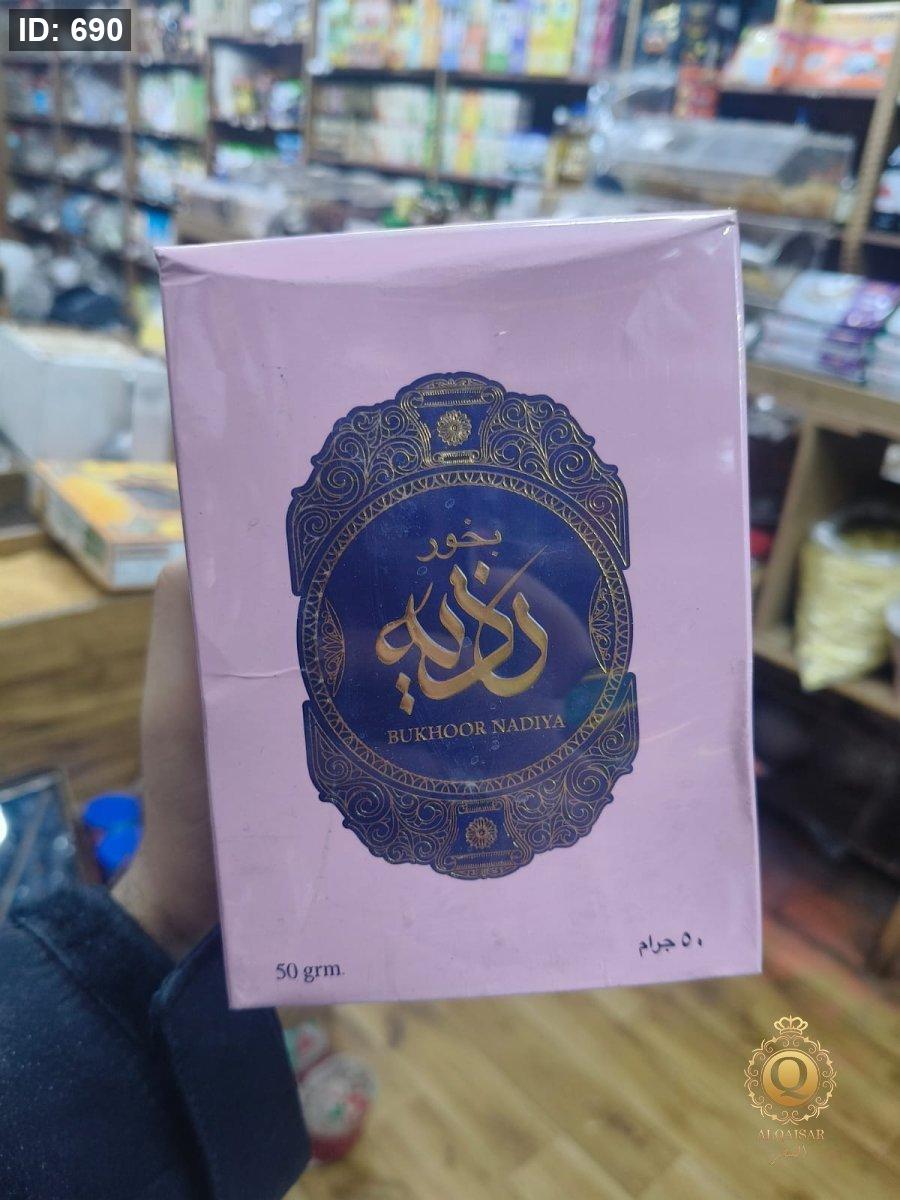 ID: 690
بخور
نادية
BUKHOOR NADIYA
50 grm.
٥٠ جرام
Q
ALQAISAR